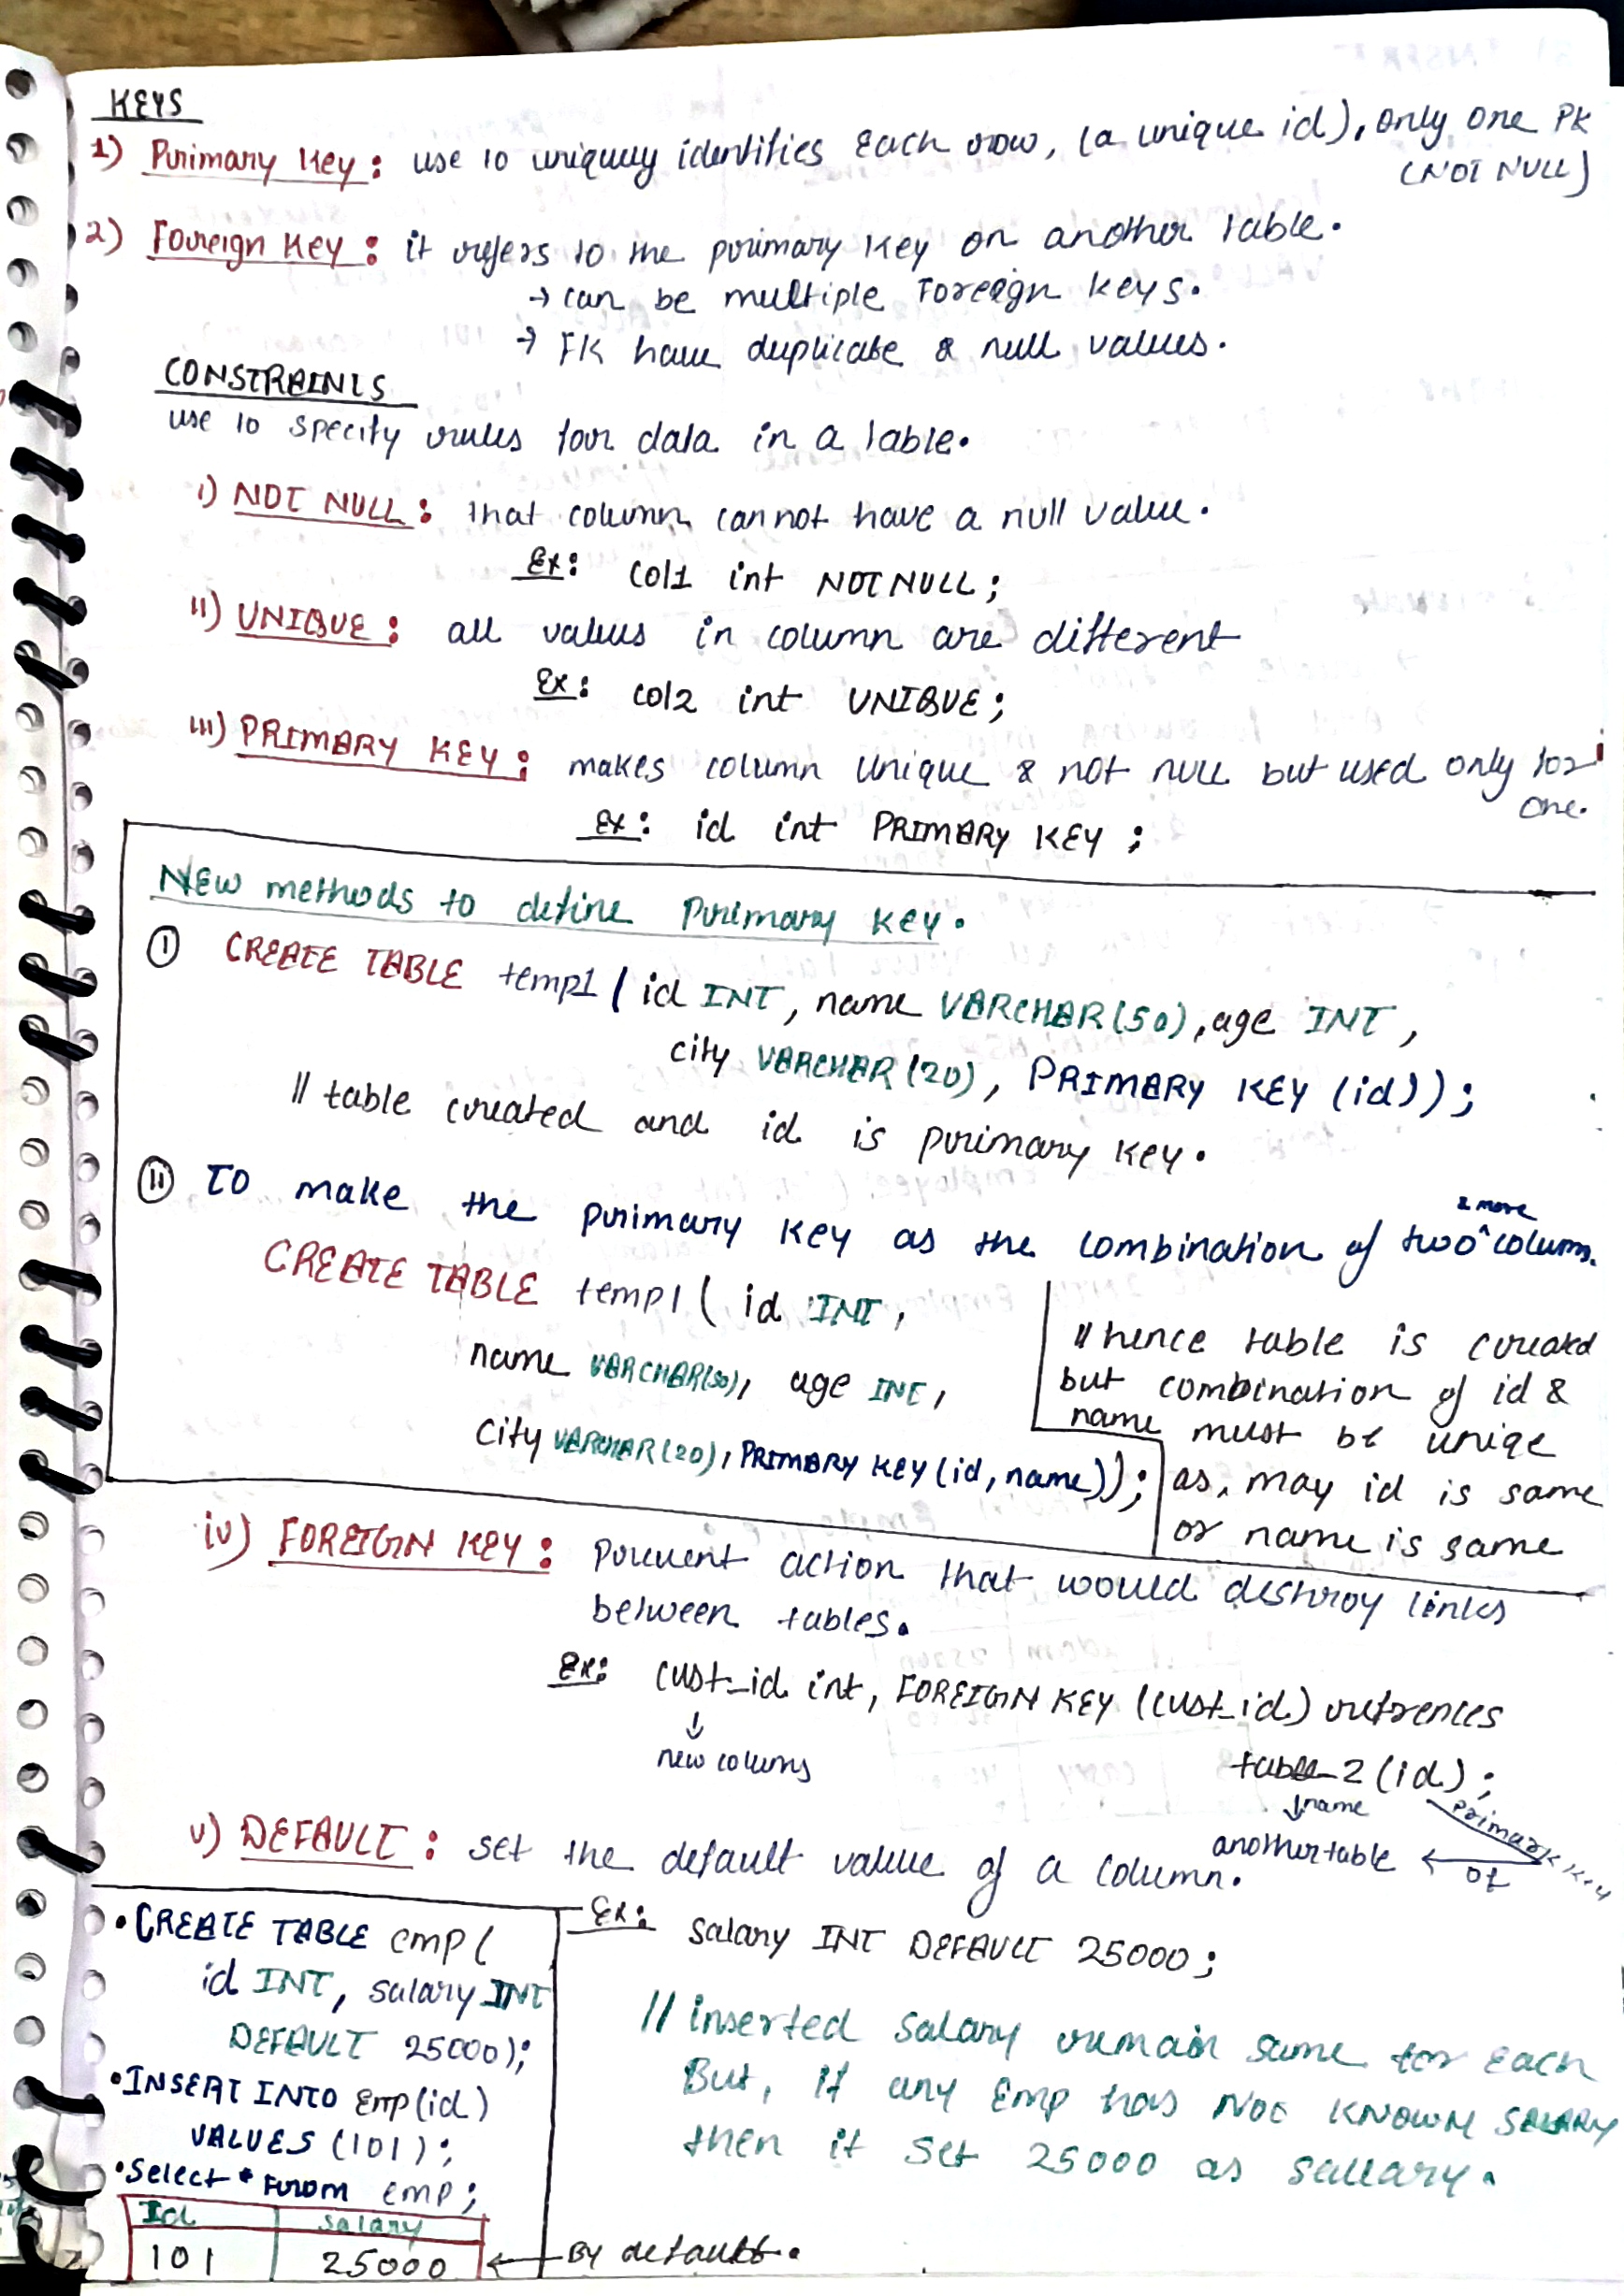 KEYS
1) Primary Key : use to uniquely identifies Each row, (a unique id), only one PK
(NOT NULL)
2) Foreign Key : it refers to the primary key on another table.
→ can be multiple Foreign keys.
→ FK have duplicate & null values.
CONSTRAINTS
use to specify rules for data in a table.
i) NOT NULL : that column cannot have a null value.
Ex: col1 int NOT NULL;
ii) UNIQUE : all values in column are different
Ex: col2 int UNIQUE;
iii) PRIMARY KEY : makes column unique & not null but used only for
one.
Ex: id int PRIMARY KEY ;
New methods to define Primary key.
(I) CREATE TABLE temp1 ( id INT, name VARCHAR(50), age INT,
city VARCHAR(20), PRIMARY KEY (id));
// table created and id is primary key.
(II) To make the primary key as the combination of two ^ & more column.
CREATE TABLE temp1( id INT,
name VARCHAR(50), age INT,
city VARCHAR(20), PRIMARY KEY (id, name));
// hence table is created
but combination of id &
name must be uniqe
as, may id is same
or name is same
iv) FOREIGN KEY : prevent action that would destroy links
between tables.
Ex: cust_id int, FOREIGN KEY (cust_id) references
↓
new colums
table-2 (id);
↓ name
another table ← of primary key
v) DEFAULT : set the default value of a column.
Ex: salary INT DEFAULT 25000;
// inserted salary remain same for each
But, if any Emp has Not KNOWN SALARY
then it set 25000 as sallary.
• CREATE TABLE emp(
id INT, salary INT
DEFAULT 25000);
• INSERT INTO Emp(id)
VALUES (101);
• Select * From emp;
Id salary
101 25000 ← By default.